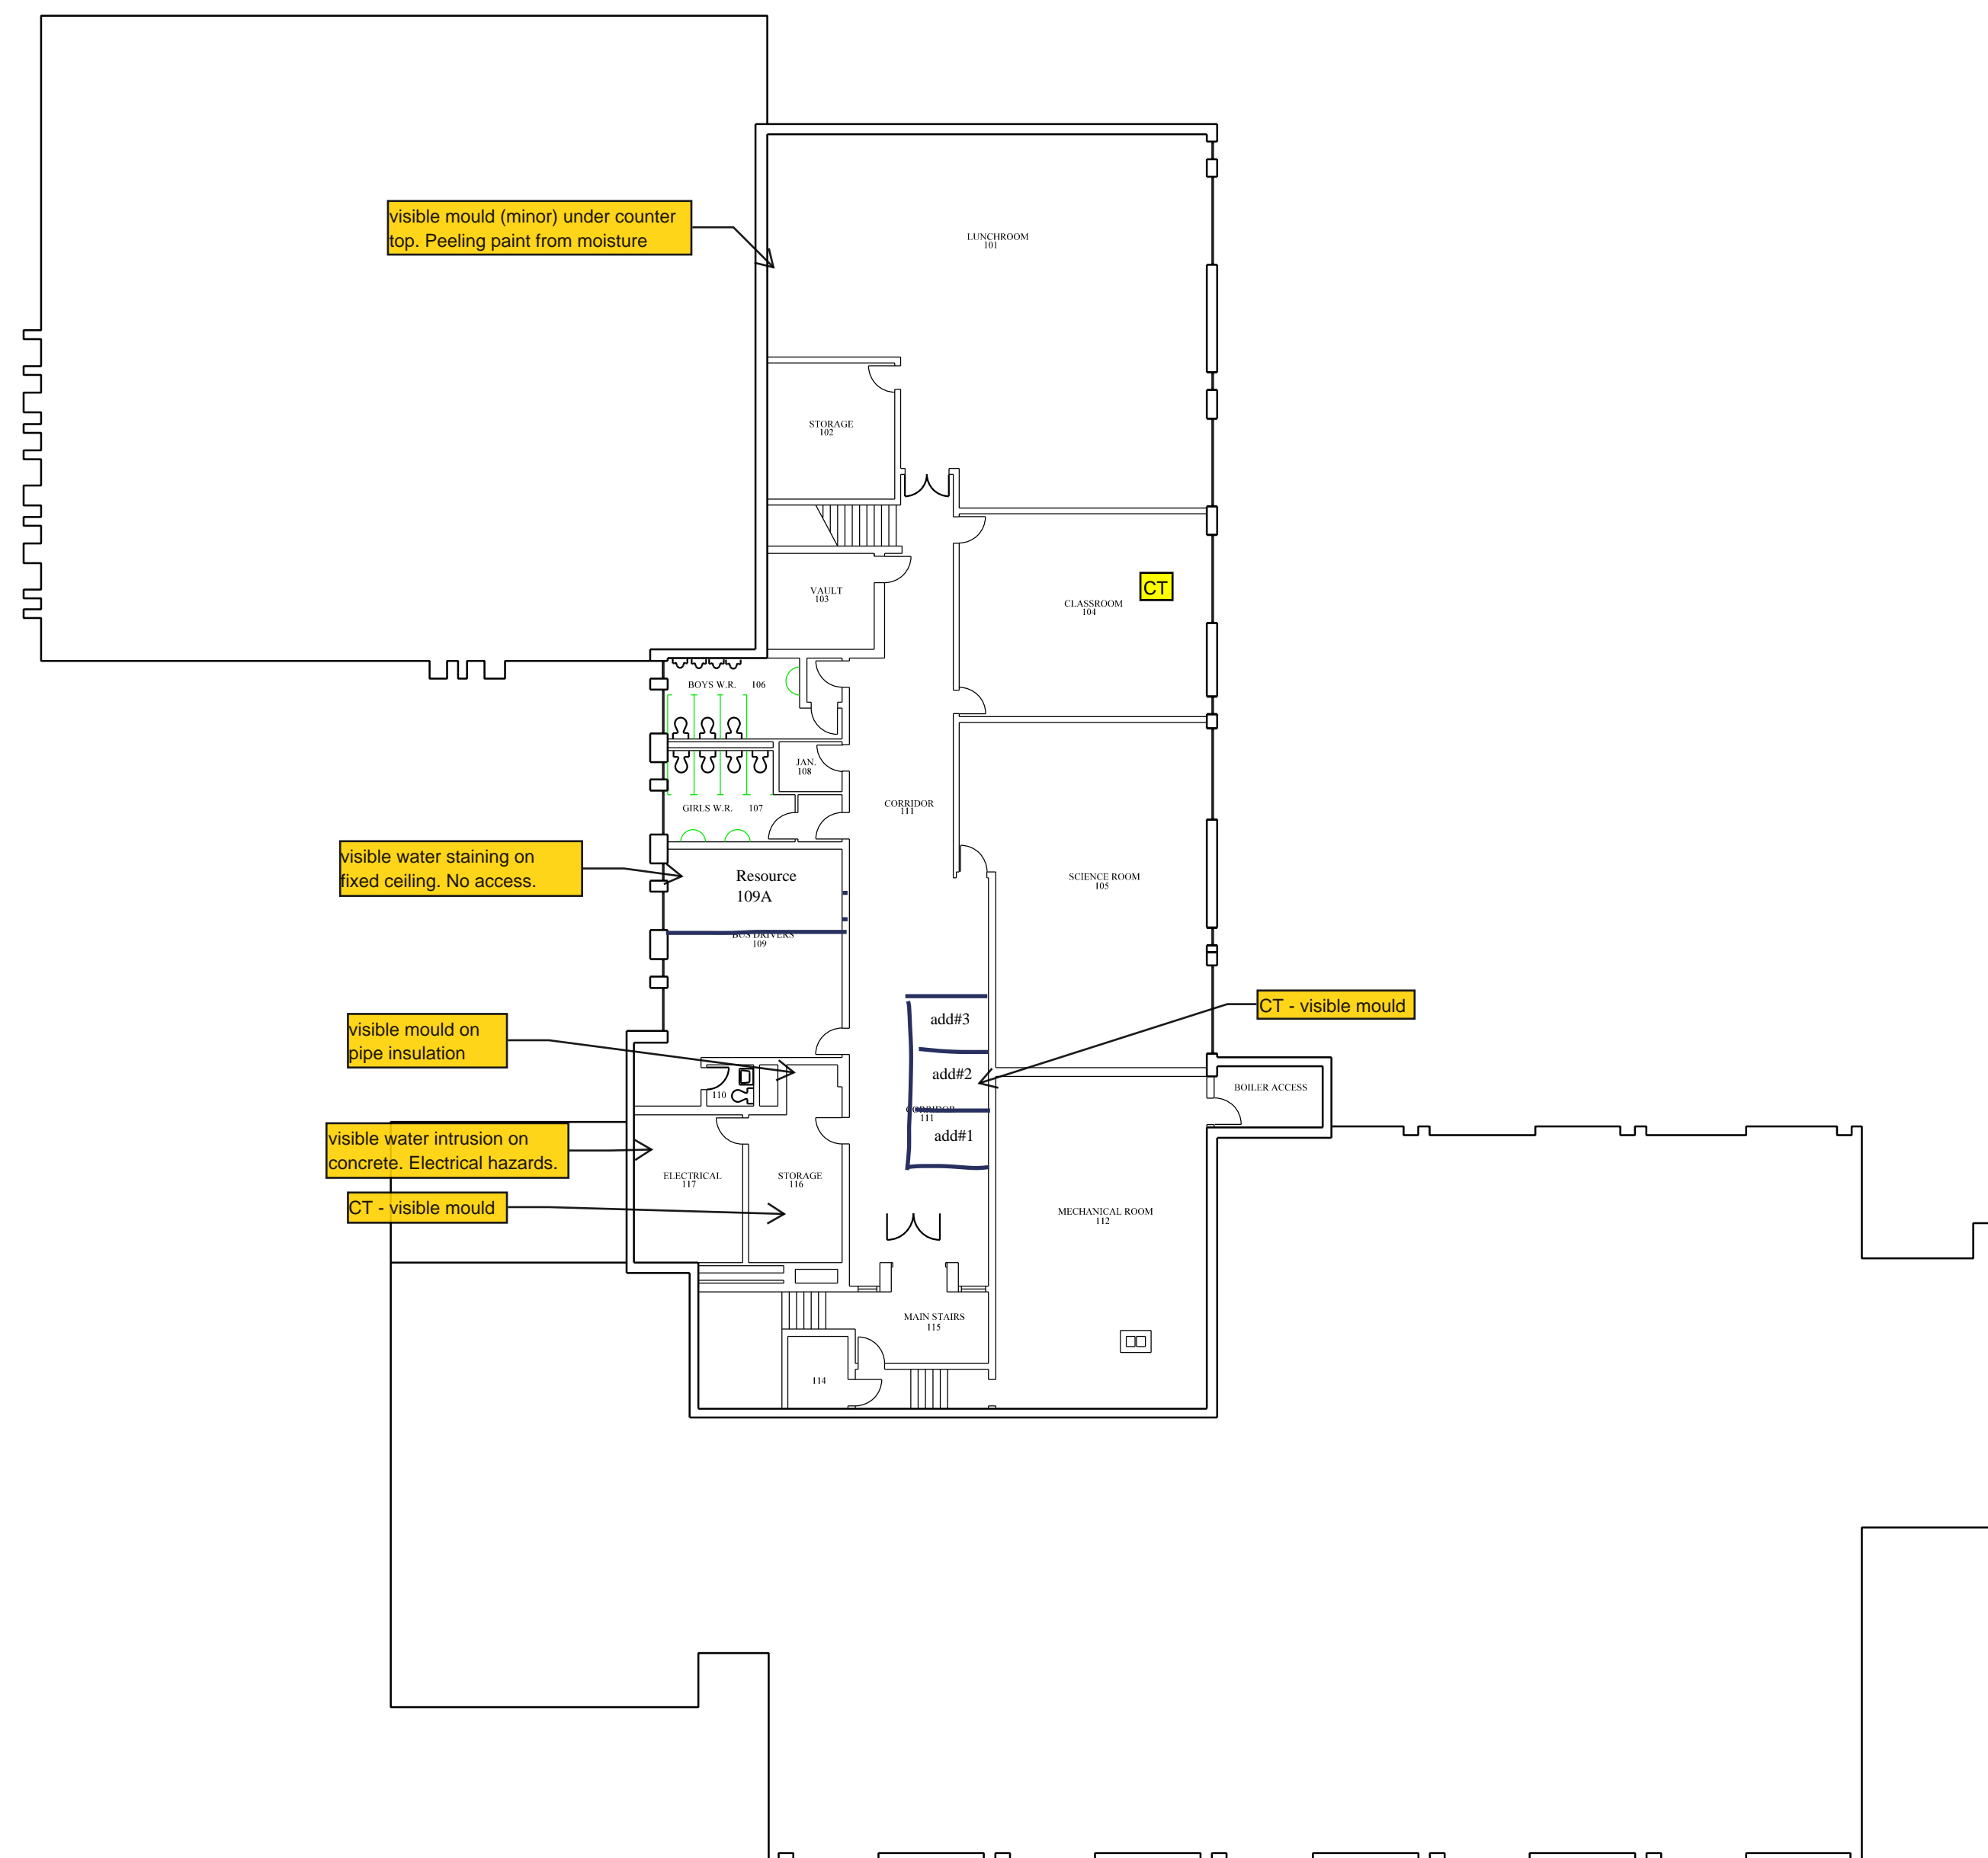 visible mould (minor) under counter
top. Peeling paint from moisture
LUNCHROOM
101
STORAGE
102
VAULT
103
CT
CLASSROOM
104
BOYS W.R. 106
JAN.
108
GIRLS W.R. 107
CORRIDOR
111
visible water staining on
fixed ceiling. No access.
Resource
109A
SCIENCE ROOM
105
BUS DRIVERS
109
CT - visible mould
add#3
visible mould on
pipe insulation
add#2
BOILER ACCESS
110
CORRIDOR
111
add#1
visible water intrusion on
concrete. Electrical hazards.
ELECTRICAL
117
STORAGE
116
CT - visible mould
MECHANICAL ROOM
112
MAIN STAIRS
115
114